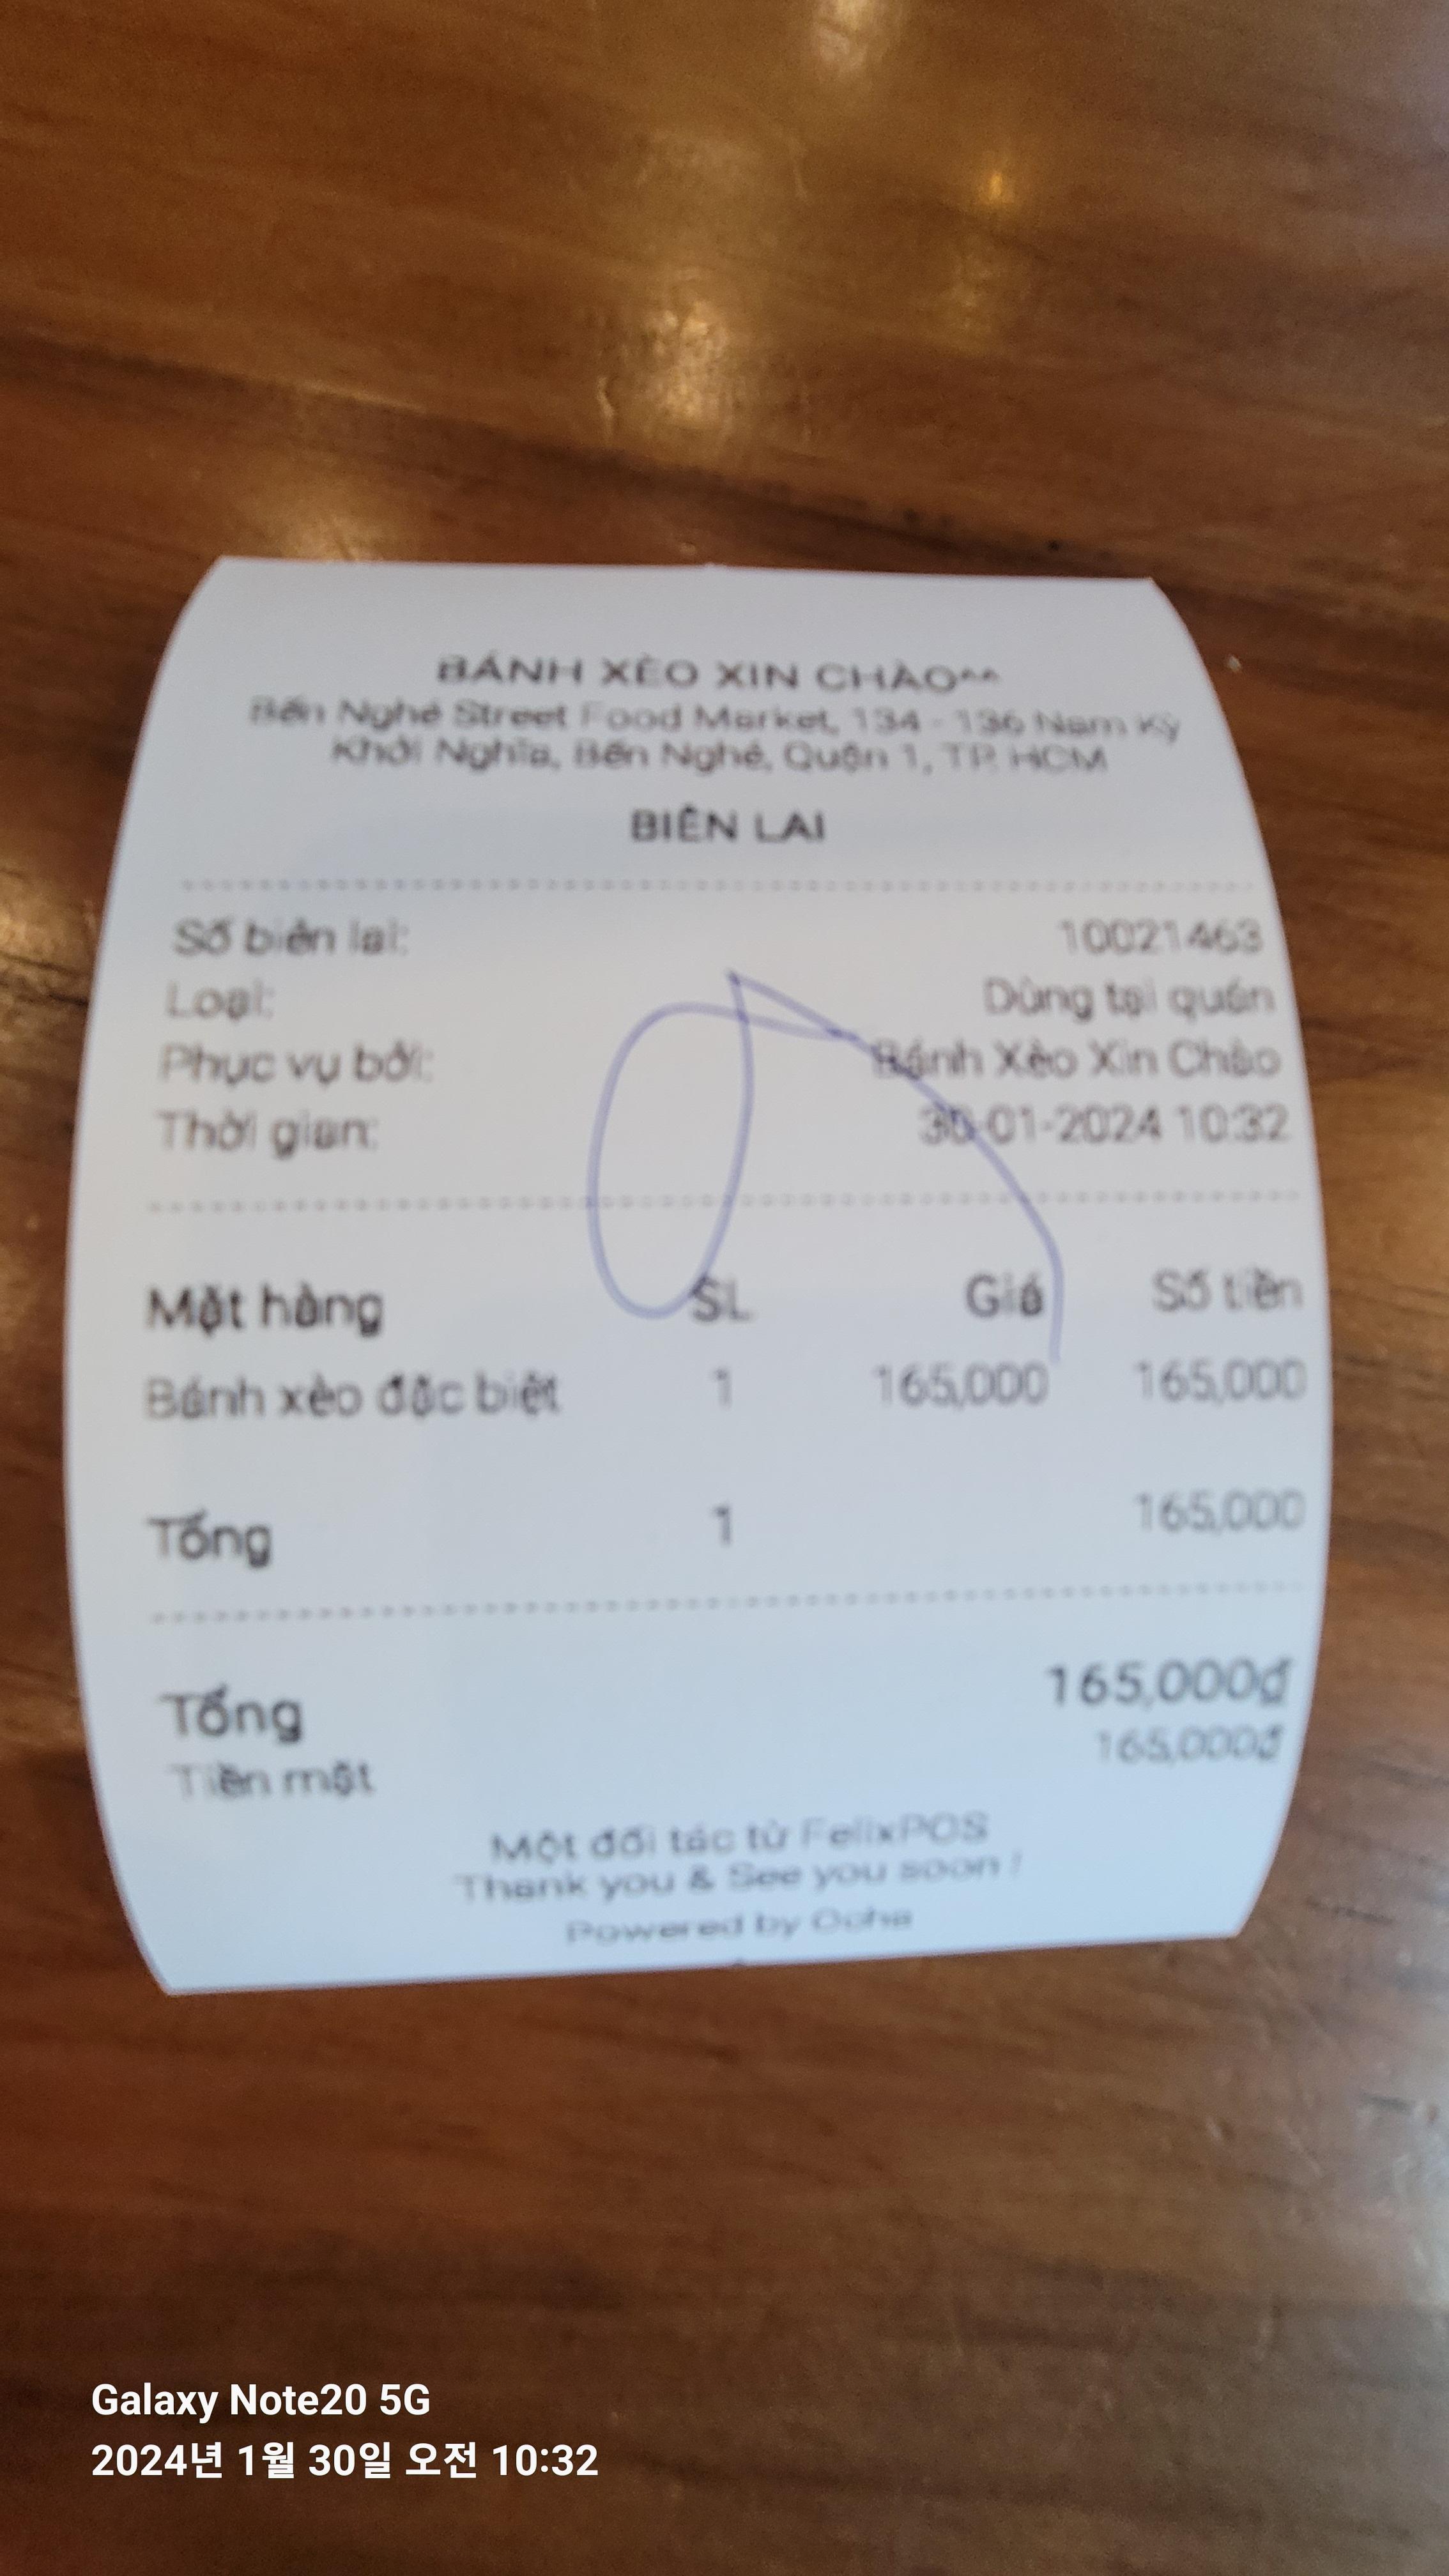 BÁNH XÈO XIN CHÀO^^
Bến Nghé Street Food Market, 134 - 136 Nam Kỳ
Khởi Nghĩa, Bến Nghé, Quận 1, TP. HCM
BIÊN LAI
Số biên lai: 10021463
Loại: Dùng tại quán
Phục vụ bởi: Bánh Xèo Xin Chào
Thời gian: 30-01-2024 10:32
Mặt hàng SL Giá Số tiền
Bánh xèo đặc biệt 1 165,000 165,000
Tổng 1 165,000
Tổng 165,000₫
Tiền mặt 165,000₫
Một đối tác từ FelixPOS
Thank you & See you soon !
Powered by Ocha
Galaxy Note20 5G
2024년 1월 30일 오전 10:32